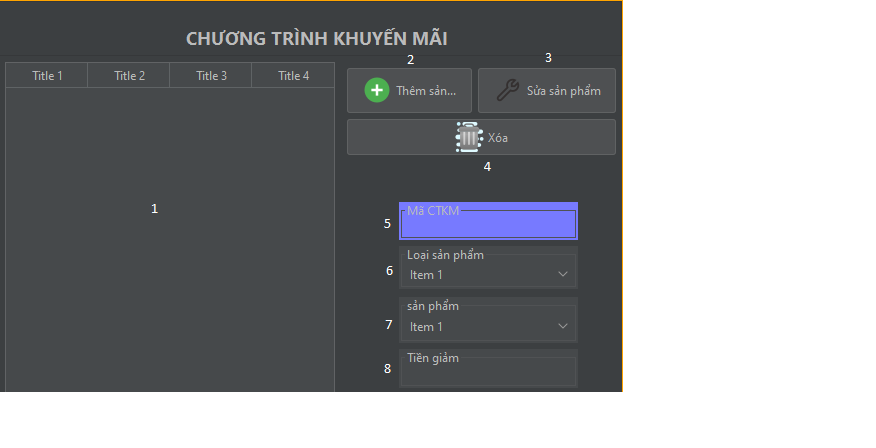 CHƯƠNG TRÌNH KHUYẾN MÃI
2
3
Title 1 Title 2 Title 3 Title 4
Thêm sản...
Sửa sản phẩm
Xóa
4
1
5
Mã CTKM
6
Loại sản phẩm
Item 1
7
sản phẩm
Item 1
8
Tiền giảm